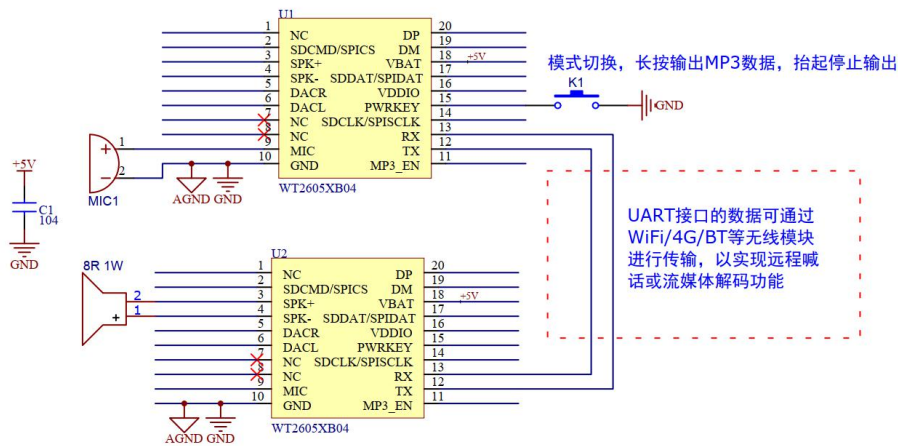 U1
1 NC DP 20
2 SDCMD/SPICS DM 19
3 SPK+ VBAT 18 +5V
4 SPK- SDDAT/SPIDAT 17
5 DACR VDDIO 16
6 DACL PWRKEY 15
7 NC SDCLK/SPISCLK 14
8 NC RX 13
9 MIC TX 12
10 GND MP3_EN 11
WT2605XB04
模式切换，长按输出MP3数据，抬起停止输出
K1
GND
+ 1
- 2
MIC1
AGND GND
+5V
C1
104
GND
UART接口的数据可通过
WiFi/4G/BT等无线模块
进行传输，以实现远程喊
话或流媒体解码功能
8R 1W
2
1
+
U2
1 NC DP 20
2 SDCMD/SPICS DM 19
3 SPK+ VBAT 18 +5V
4 SPK- SDDAT/SPIDAT 17
5 DACR VDDIO 16
6 DACL PWRKEY 15
7 NC SDCLK/SPISCLK 14
8 NC RX 13
9 MIC TX 12
10 GND MP3_EN 11
WT2605XB04
AGND GND